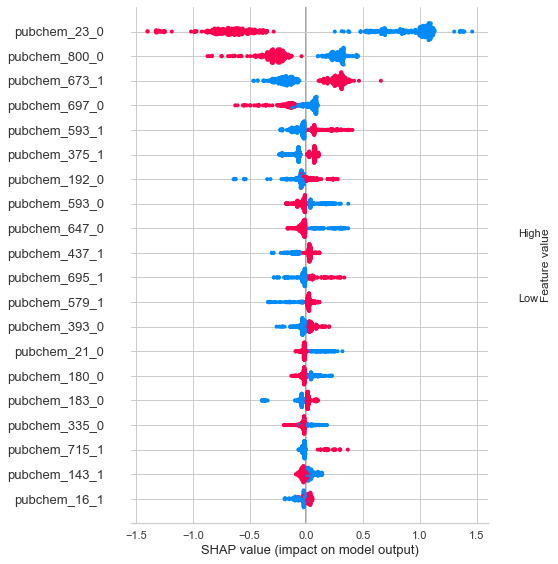 pubchem_23_0
pubchem_800_0
pubchem_673_1
pubchem_697_0
pubchem_593_1
pubchem_375_1
pubchem_192_0
pubchem_593_0
pubchem_647_0
pubchem_437_1
pubchem_695_1
pubchem_579_1
pubchem_393_0
pubchem_21_0
pubchem_180_0
pubchem_183_0
pubchem_335_0
pubchem_715_1
pubchem_143_1
pubchem_16_1
−1.5 −1.0 −0.5 0.0 0.5 1.0 1.5
SHAP value (impact on model output)
High
Low
Feature value